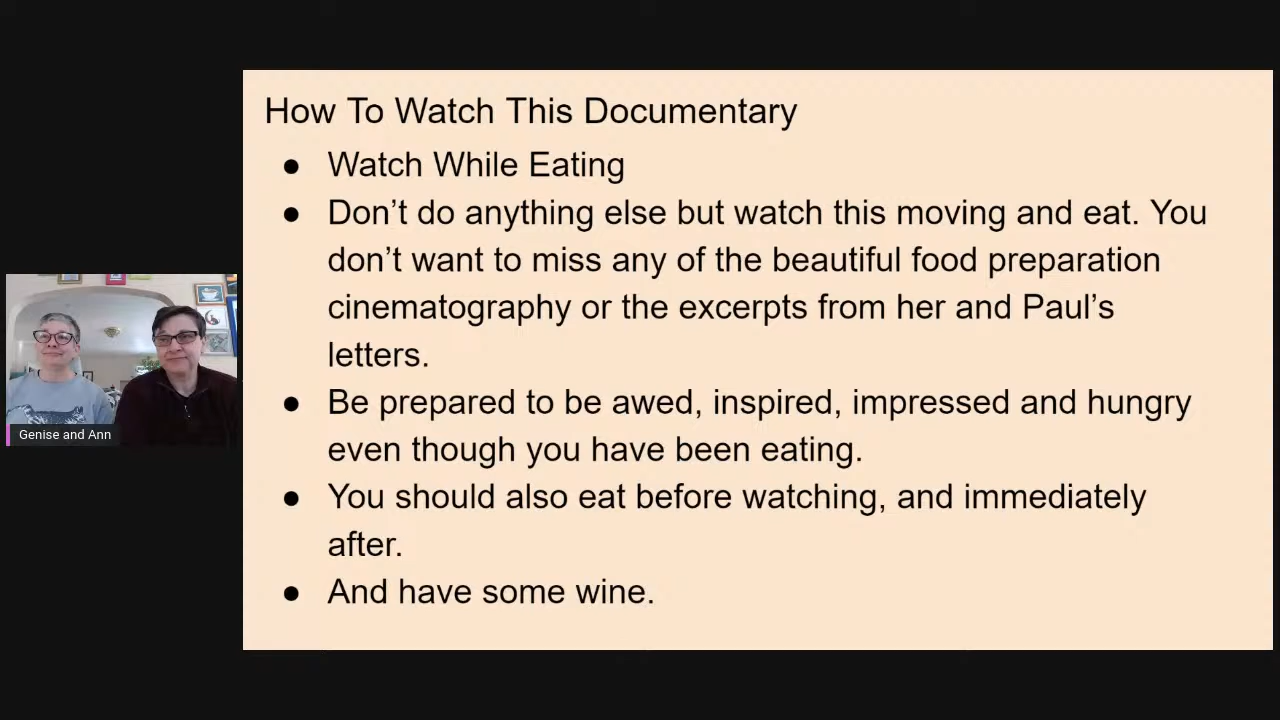 How To Watch This Documentary
● Watch While Eating
● Don’t do anything else but watch this moving and eat. You
don’t want to miss any of the beautiful food preparation
cinematography or the excerpts from her and Paul’s
letters.
● Be prepared to be awed, inspired, impressed and hungry
even though you have been eating.
● You should also eat before watching, and immediately
after.
● And have some wine.
Genise and Ann